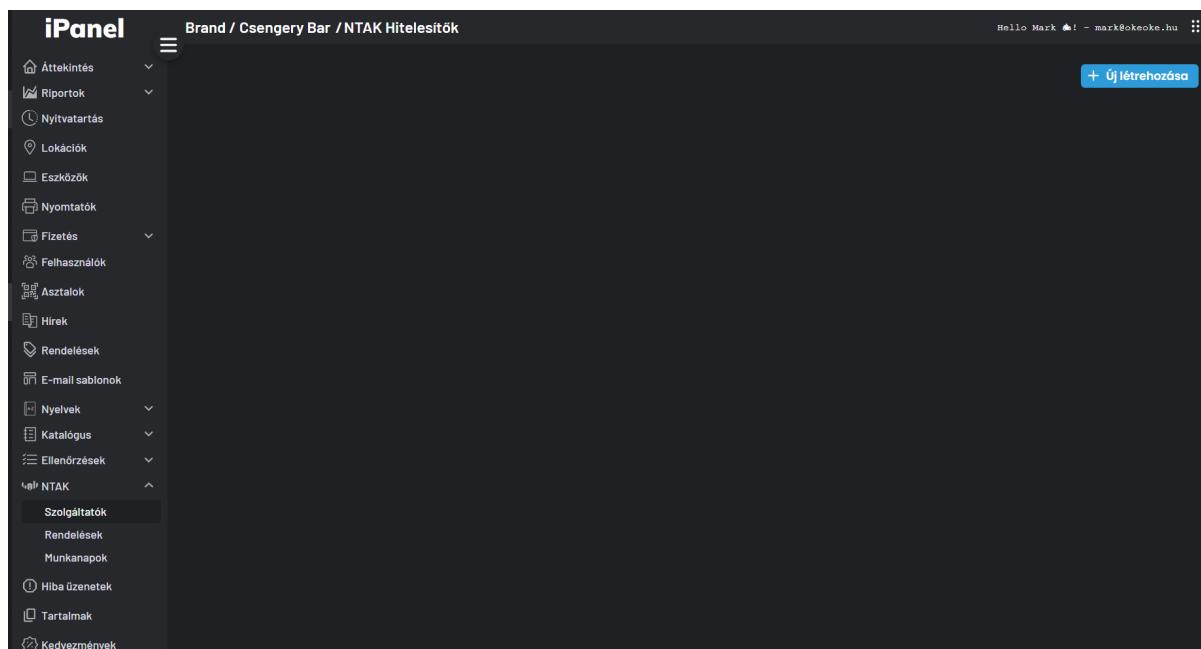 iPanel
Brand / Csengery Bar / NTAK Hitelesítők
Hello Mark ! - mark@okeoke.hu
+ Új létrehozása
Áttekintés
Riportok
Nyitvatartás
Lokációk
Eszközök
Nyomtatók
Fizetés
Felhasználók
Asztalok
Hírek
Rendelések
E-mail sablonok
Nyelvek
Katalógus
Ellenőrzések
NTAK
Szolgáltatók
Rendelések
Munkanapok
Hiba üzenetek
Tartalmak
Kedvezmények